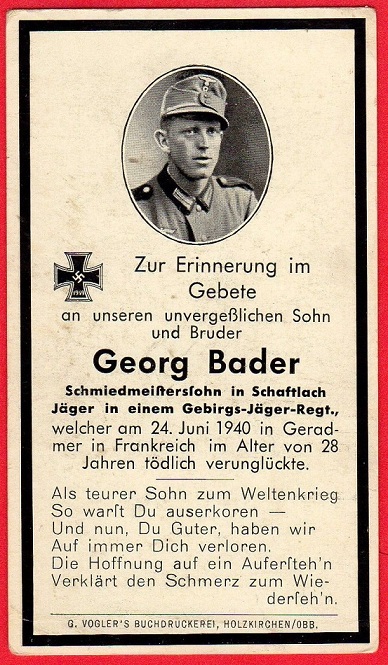 Zur Erinnerung im
Gebete
an unseren unvergeßlichen Sohn
und Bruder
Georg Bader
Schmiedmeiſtersſohn in Schaftlach
Jäger in einem Gebirgs-Jäger-Regt.,
welcher am 24. Juni 1940 in Gerad-
mer in Frankreich im Alter von 28
Jahren tödlich verunglückte.
Als teurer Sohn zum Weltenkrieg
So warſt Du auserkoren —
Und nun, Du Guter, haben wir
Auf immer Dich verloren.
Die Hoffnung auf ein Auferſteh'n
Verklärt den Schmerz zum Wie-
derſeh'n.
G. VOGLER'S BUCHDRUCKEREI, HOLZKIRCHEN/OBB.